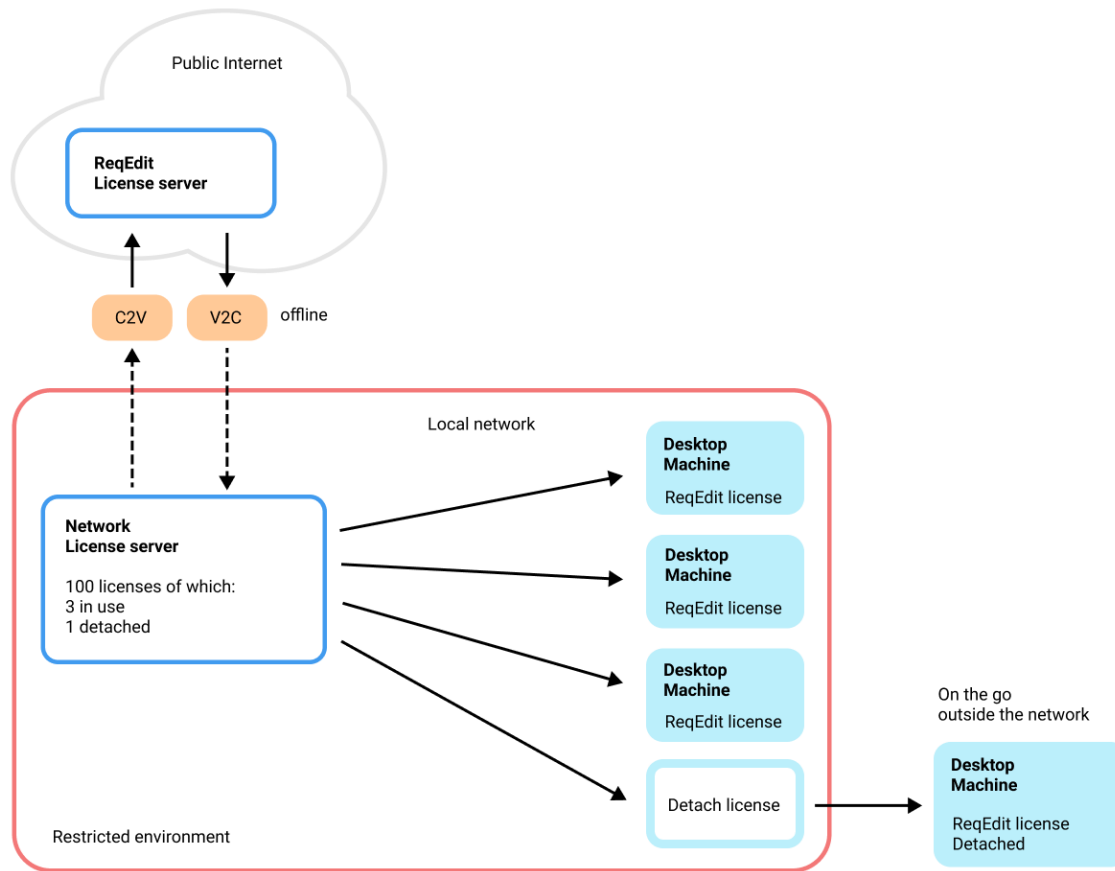 Public Internet
ReqEdit
License server
C2V
V2C
offline
Local network
Network
License server
100 licenses of which:
3 in use
1 detached
Desktop
Machine
ReqEdit license
Desktop
Machine
ReqEdit license
Desktop
Machine
ReqEdit license
Detach license
Restricted environment
On the go
outside the network
Desktop
Machine
ReqEdit license
Detached